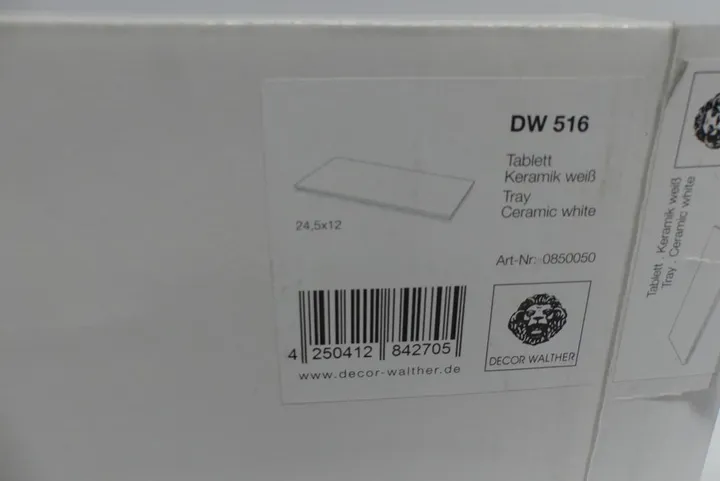 DW 516
Tablett
Keramik weiß
Tray
Ceramic white
24,5x12
Art-Nr: 0850050
4 250412 842705
DECOR WALTHER
www.decor-walther.de
Tablett . Keramik weiß
Tray . Ceramic white